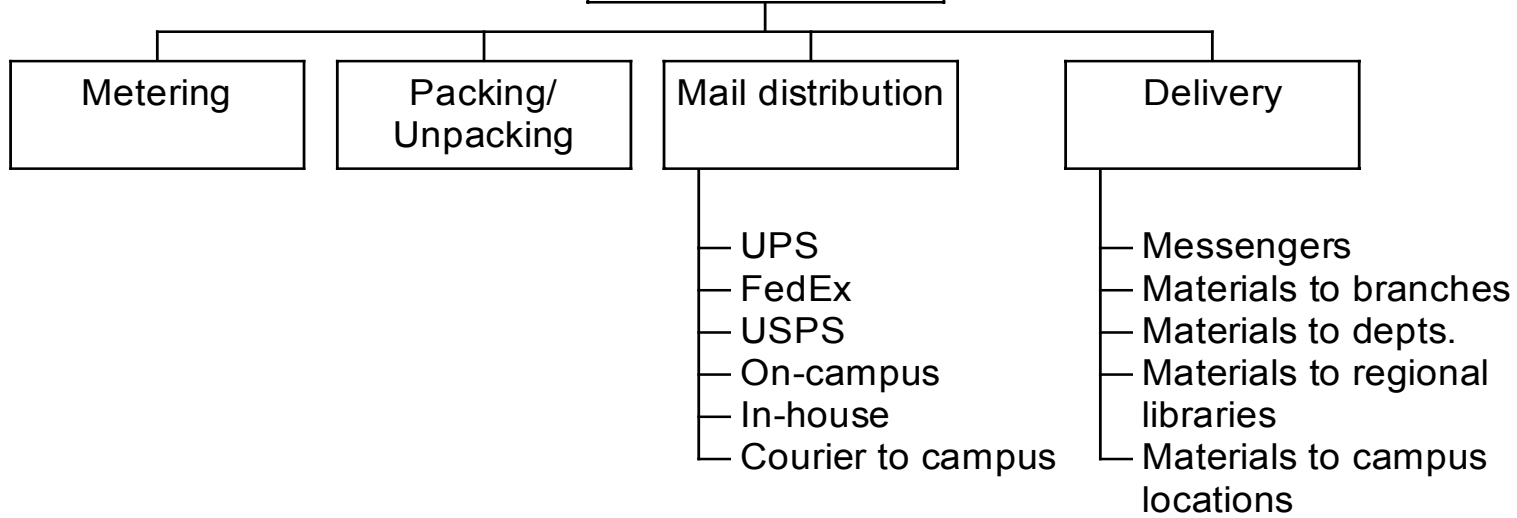 Metering
Packing/
Unpacking
Mail distribution
Delivery
UPS
FedEx
USPS
On-campus
In-house
Courier to campus
Messengers
Materials to branches
Materials to depts.
Materials to regional
libraries
Materials to campus
locations